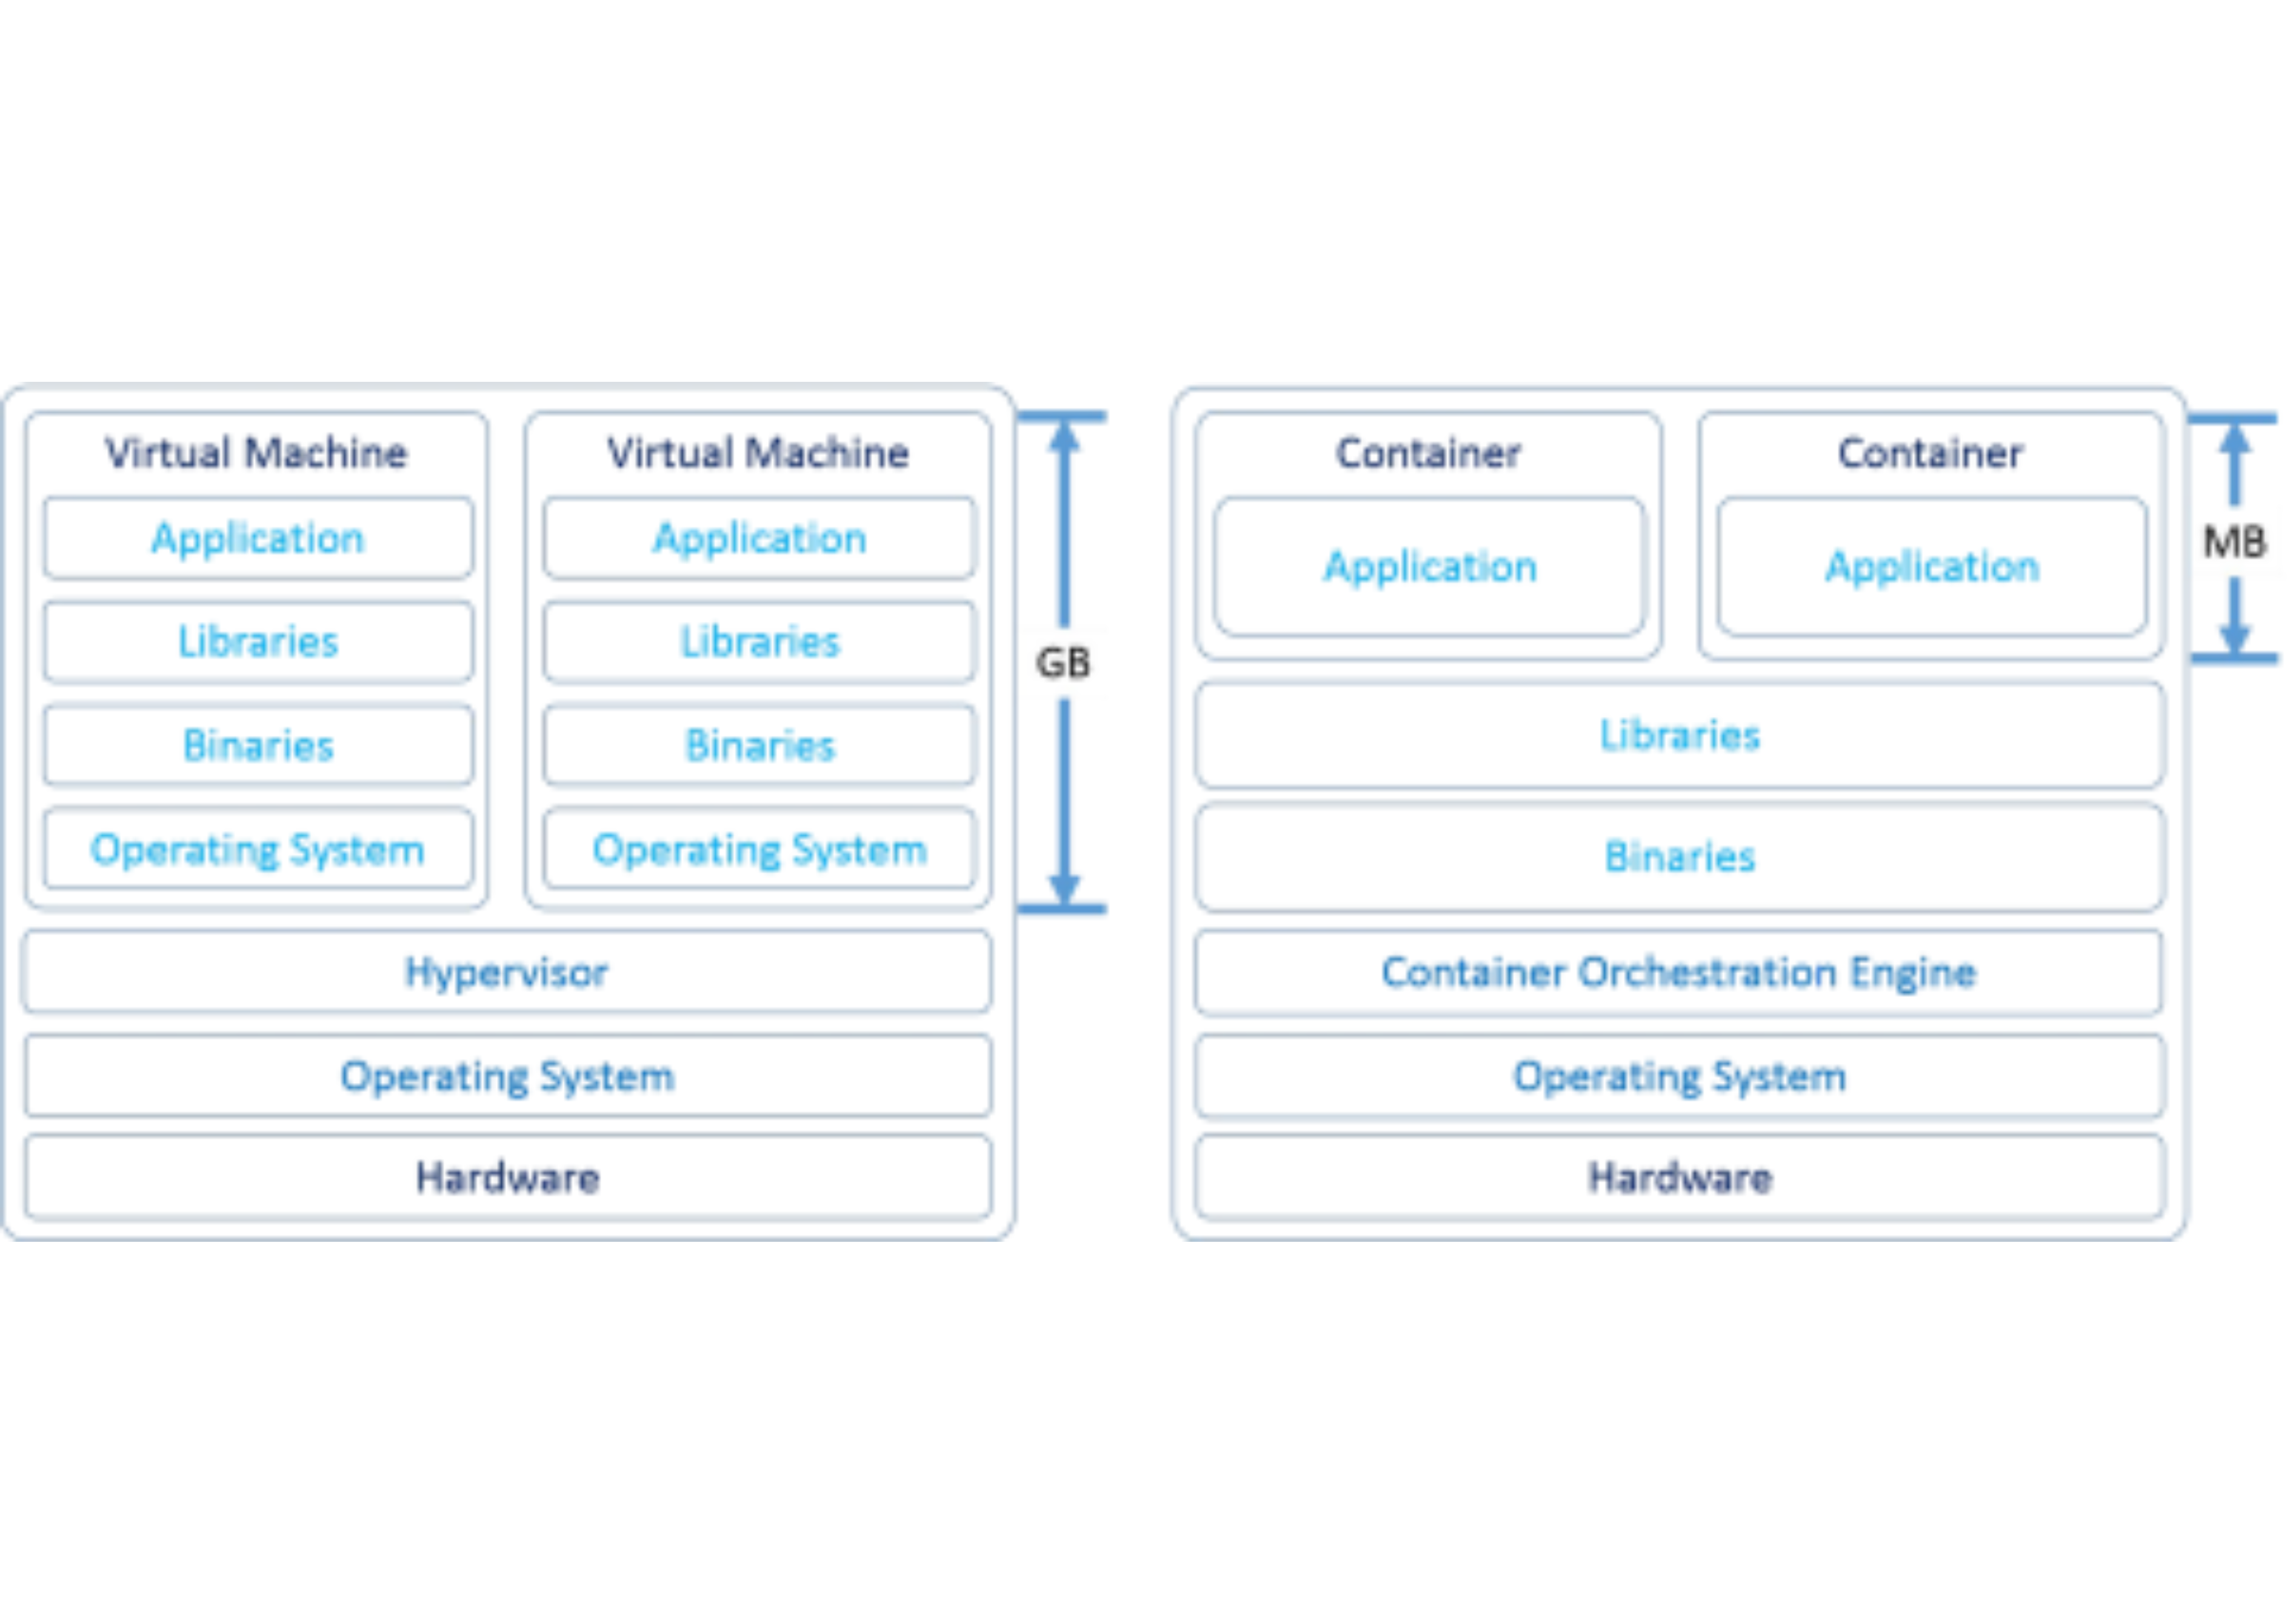 Virtual Machine
Application
Libraries
Binaries
Operating System
Virtual Machine
Application
Libraries
Binaries
Operating System
GB
Hypervisor
Operating System
Hardware
Container
Application
Container
Application
MB
Libraries
Binaries
Container Orchestration Engine
Operating System
Hardware